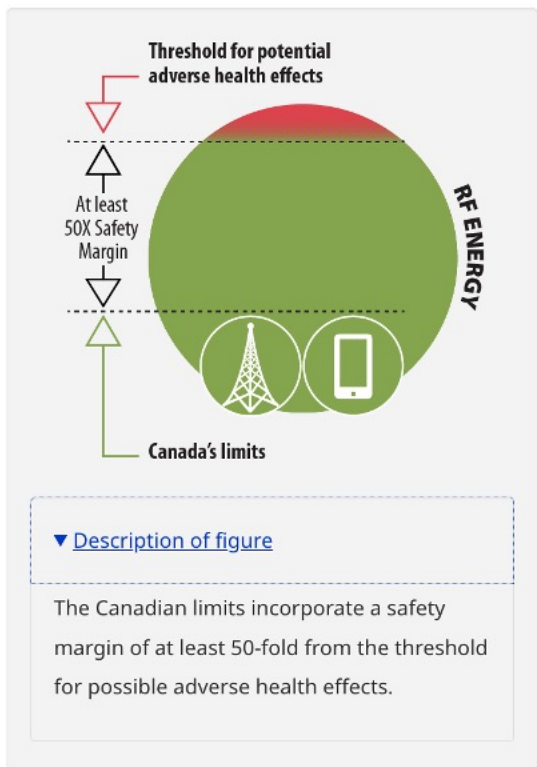 Threshold for potential
adverse health effects
At least
50X Safety
Margin
RF ENERGY
Canada's limits
▼ Description of figure
The Canadian limits incorporate a safety
margin of at least 50-fold from the threshold
for possible adverse health effects.